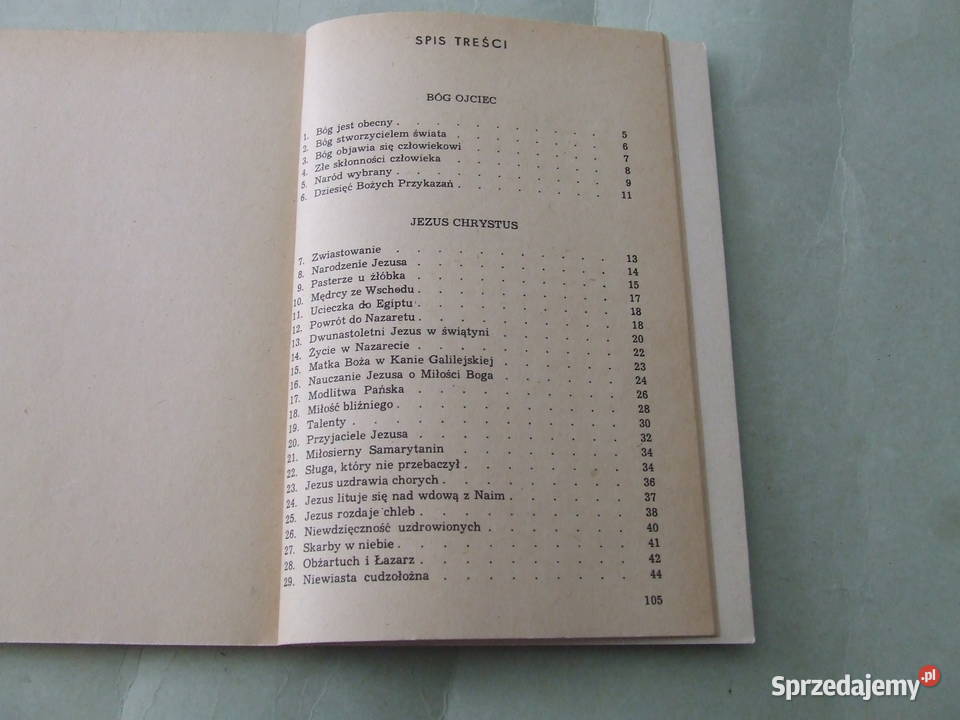 SPIS TREŚCI
BÓG OJCIEC
1. Bóg jest obecny . . . . . . . . . . 5
2. Bóg stworzycielem świata . . . . . . . . 6
3. Bóg objawia się człowiekowi . . . . . . . 7
4. Złe skłonności człowieka . . . . . . . . 8
5. Naród wybrany . . . . . . . . . . 9
6. Dziesięć Bożych Przykazań . . . . . . . . 11
JEZUS CHRYSTUS
7. Zwiastowanie . . . . . . . . . . 13
8. Narodzenie Jezusa . . . . . . . . . . 14
9. Pasterze u żłóbka . . . . . . . . . . 15
10. Mędrcy ze Wschodu . . . . . . . . . . 17
11. Ucieczka do Egiptu . . . . . . . . . . 18
12. Powrót do Nazaretu . . . . . . . . . . 18
13. Dwunastoletni Jezus w świątyni . . . . . . . 20
14. Życie w Nazarecie . . . . . . . . . . 22
15. Matka Boża w Kanie Galilejskiej . . . . . . . 23
16. Nauczanie Jezusa o Miłości Boga . . . . . . . 24
17. Modlitwa Pańska . . . . . . . . . . 26
18. Miłość bliźniego . . . . . . . . . . 28
19. Talenty . . . . . . . . . . . . 30
20. Przyjaciele Jezusa . . . . . . . . . . 32
21. Miłosierny Samarytanin . . . . . . . . . 34
22. Sługa, który nie przebaczył . . . . . . . . 34
23. Jezus uzdrawia chorych . . . . . . . . . 36
24. Jezus lituje się nad wdową z Naim . . . . . . 37
25. Jezus rozdaje chleb . . . . . . . . . . 38
26. Niewdzięczność uzdrowionych . . . . . . . . 40
27. Skarby w niebie . . . . . . . . . . 41
28. Obżartuch i Łazarz . . . . . . . . . . 42
29. Niewiasta cudzołożna . . . . . . . . . 44
105
Sprzedajemy.pl